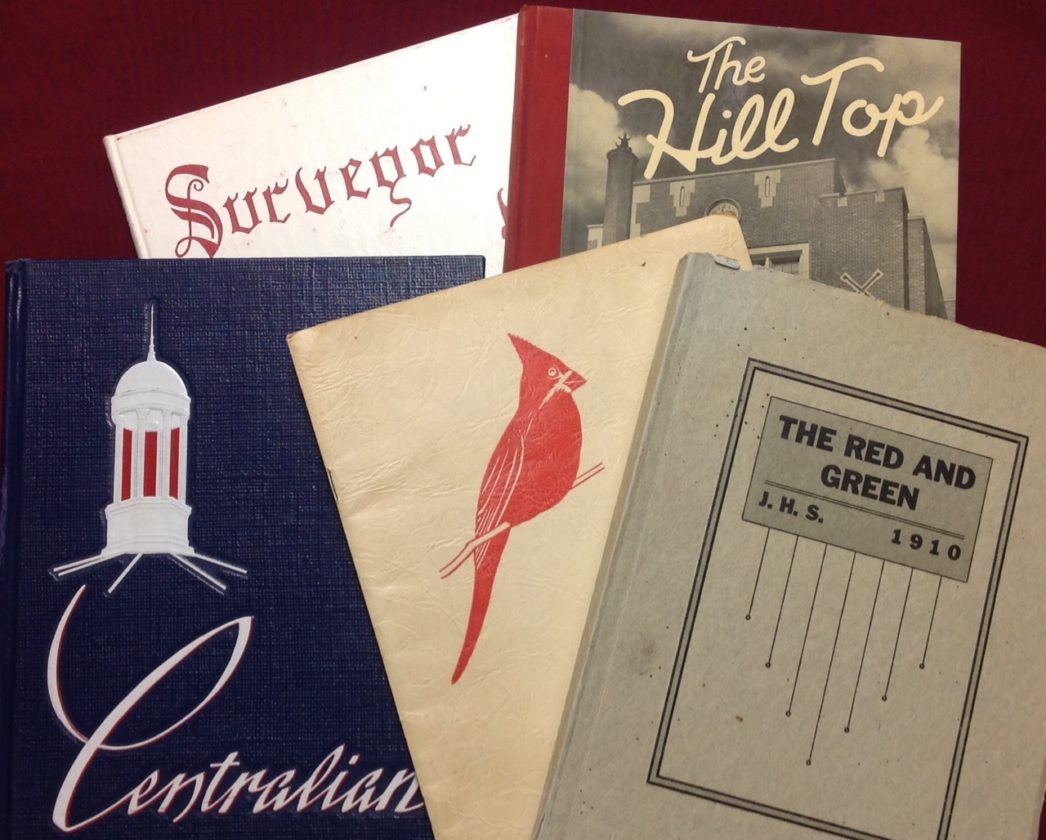 Surveyor
The
Hill Top
Centralian
THE RED AND
GREEN
J. H. S.
1910